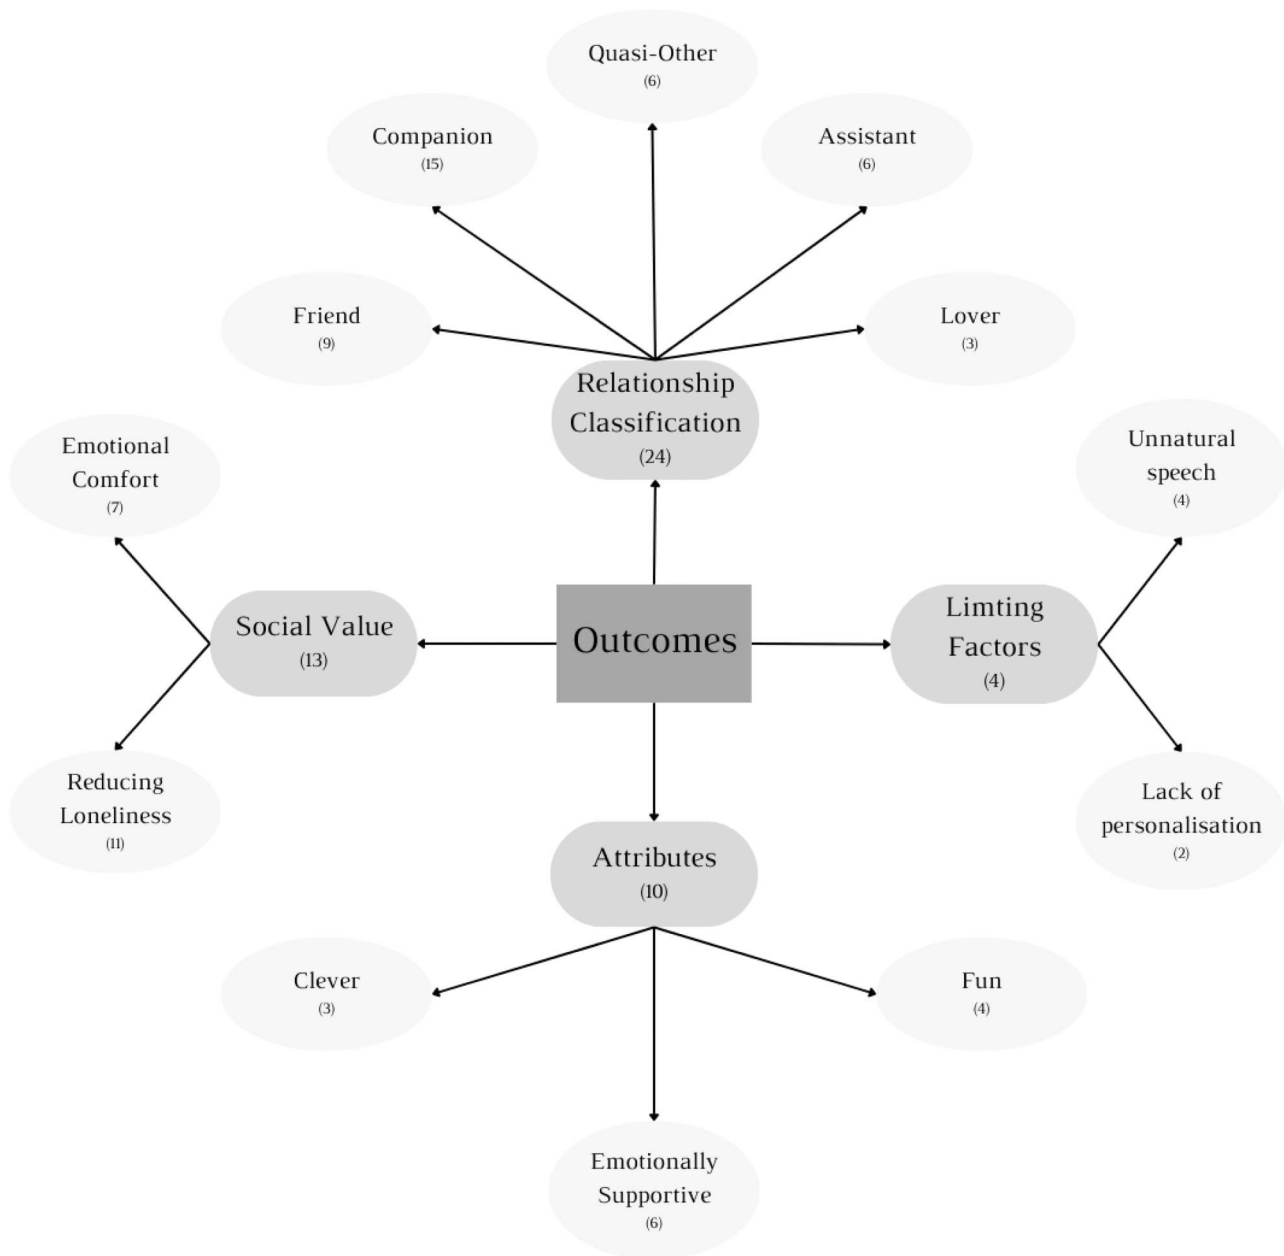 Quasi-Other
(6)
Companion
(15)
Assistant
(6)
Friend
(9)
Lover
(3)
Relationship
Classification
(24)
Emotional
Comfort
(7)
Unnatural
speech
(4)
Social Value
(13)
Outcomes
Limting
Factors
(4)
Reducing
Loneliness
(11)
Lack of
personalisation
(2)
Attributes
(10)
Clever
(3)
Fun
(4)
Emotionally
Supportive
(6)